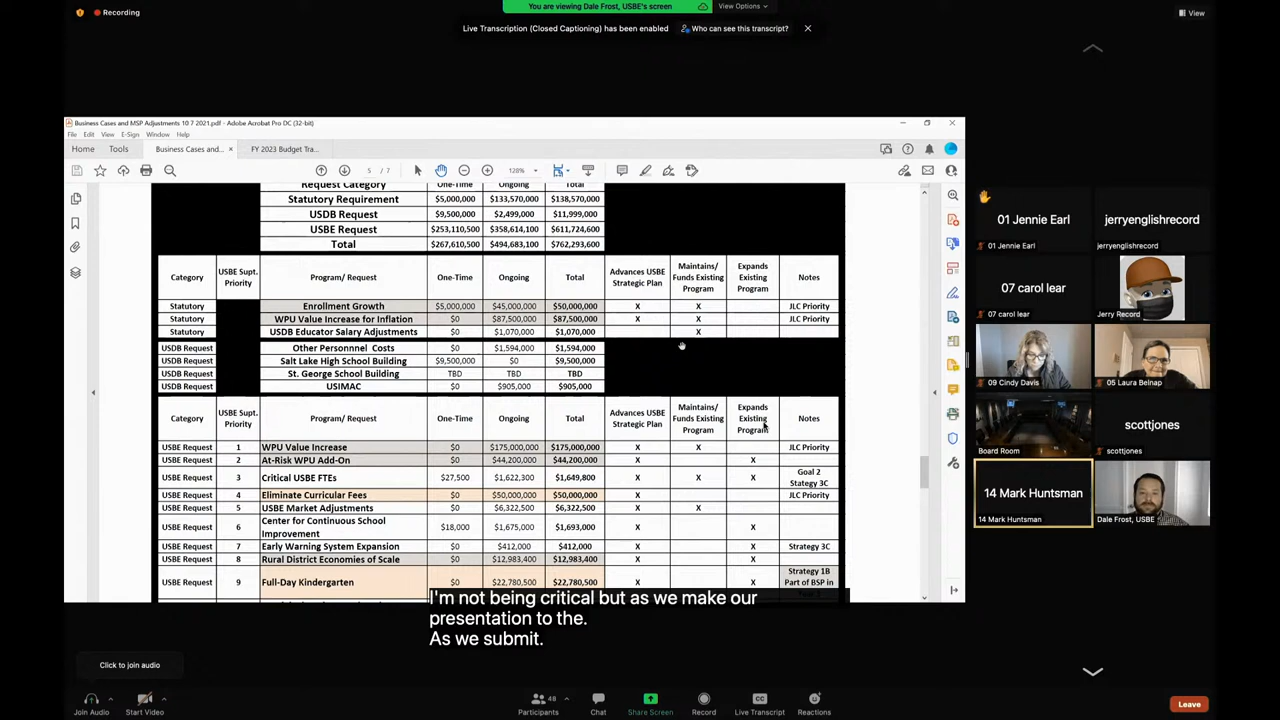 Recording
You are viewing Dale Frost, USBE's screen
View Options
View
Live Transcription (Closed Captioning) has been enabled
Who can see this transcript?
Business Cases and MSP Adjustments 10 7 2021.pdf - Adobe Acrobat Pro DC (32-bit)
File Edit View E-Sign Window Help
Home Tools Business Cases and... × FY 2023 Budget Tra...
5 / 7 128%
Request Category One-Time Ongoing Total
Statutory Requirement $5,000,000 $133,570,000 $138,570,000
USDB Request $9,500,000 $2,499,000 $11,999,000
USBE Request $253,110,500 $358,614,100 $611,724,600
Total $267,610,500 $494,683,100 $762,293,600
Category USBE Supt. Priority Program/ Request One-Time Ongoing Total Advances USBE Strategic Plan Maintains/ Funds Existing Program Expands Existing Program Notes
Statutory Enrollment Growth $5,000,000 $45,000,000 $50,000,000 X X JLC Priority
Statutory WPU Value Increase for Inflation $0 $87,500,000 $87,500,000 X X JLC Priority
Statutory USDB Educator Salary Adjustments $0 $1,070,000 $1,070,000 X
USDB Request Other Personnnel Costs $0 $1,594,000 $1,594,000
USDB Request Salt Lake High School Building $9,500,000 $0 $9,500,000
USDB Request St. George School Building TBD TBD TBD
USDB Request USIMAC $0 $905,000 $905,000
Category USBE Supt. Priority Program/ Request One-Time Ongoing Total Advances USBE Strategic Plan Maintains/ Funds Existing Program Expands Existing Program Notes
USBE Request 1 WPU Value Increase $0 $175,000,000 $175,000,000 X X JLC Priority
USBE Request 2 At-Risk WPU Add-On $0 $44,200,000 $44,200,000 X X
USBE Request 3 Critical USBE FTEs $27,500 $1,622,300 $1,649,800 X X X Goal 2 Stategy 3C
USBE Request 4 Eliminate Curricular Fees $0 $50,000,000 $50,000,000 X JLC Priority
USBE Request 5 USBE Market Adjustments $0 $6,322,500 $6,322,500 X X
USBE Request 6 Center for Continuous School Improvement $18,000 $1,675,000 $1,693,000 X X
USBE Request 7 Early Warning System Expansion $0 $412,000 $412,000 X X Strategy 3C
USBE Request 8 Rural District Economies of Scale $0 $12,983,400 $12,983,400 X X
USBE Request 9 Full-Day Kindergarten $0 $22,780,500 $22,780,500 X X Strategy 1B Part of BSP in
I'm not being critical but as we make our
presentation to the.
As we submit.
01 Jennie Earl
01 Jennie Earl
jerryenglishrecord
jerryenglishrecord
07 carol lear
07 carol lear
Jerry Record
09 Cindy Davis
05 Laura Belnap
Board Room
scottjones
scottjones
14 Mark Huntsman
14 Mark Huntsman
Dale Frost, USBE
Click to join audio
Join Audio
Start Video
48
Participants
Chat
Share Screen
Record
CC
Live Transcript
Reactions
Leave